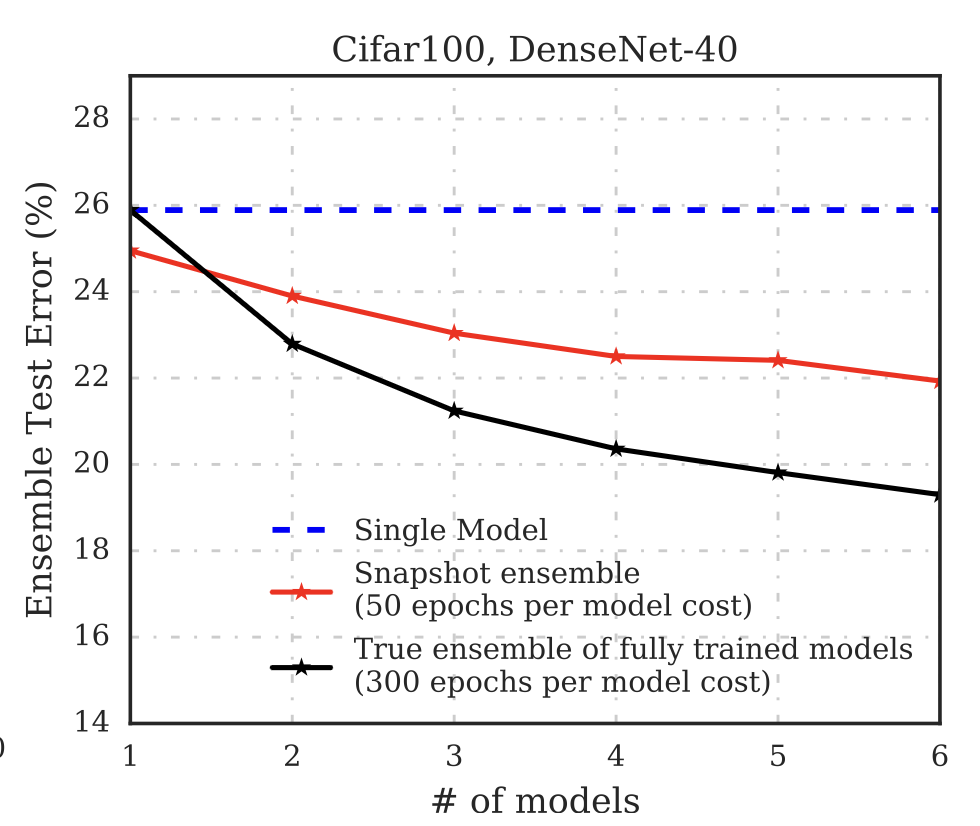 Cifar100, DenseNet-40
Ensemble Test Error (%)
28
26
24
22
20
18
16
14
Single Model
Snapshot ensemble
(50 epochs per model cost)
True ensemble of fully trained models
(300 epochs per model cost)
1 2 3 4 5 6
# of models